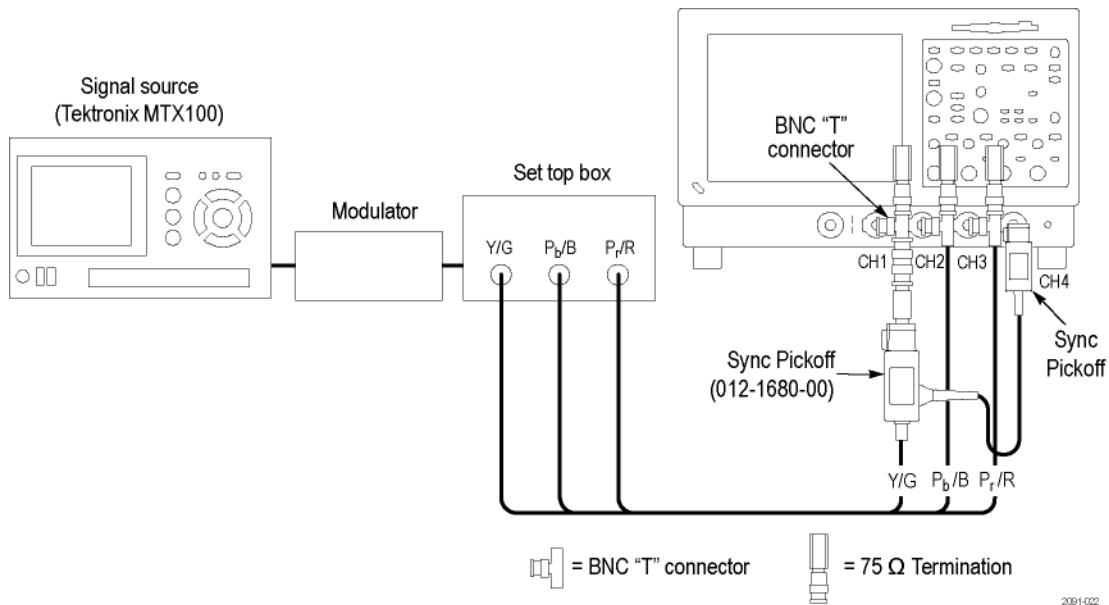 Signal source
(Tektronix MTX100)
Modulator
Set top box
Y/G
Pb/B
Pr/R
BNC “T”
connector
CH1
CH2
CH3
CH4
Sync
Pickoff
Sync Pickoff
(012-1680-00)
Y/G
Pb/B
Pr/R
= BNC “T” connector
= 75 Ω Termination
2091-022